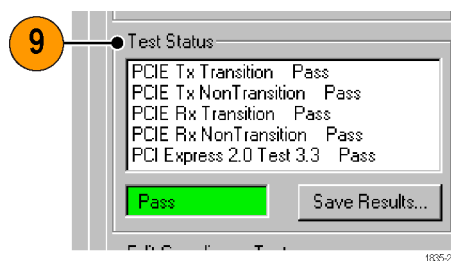 9
Test Status
PCIE Tx Transition Pass
PCIE Tx NonTransition Pass
PCIE Rx Transition Pass
PCIE Rx NonTransition Pass
PCI Express 2.0 Test 3.3 Pass
Pass
Save Results...
1835-2